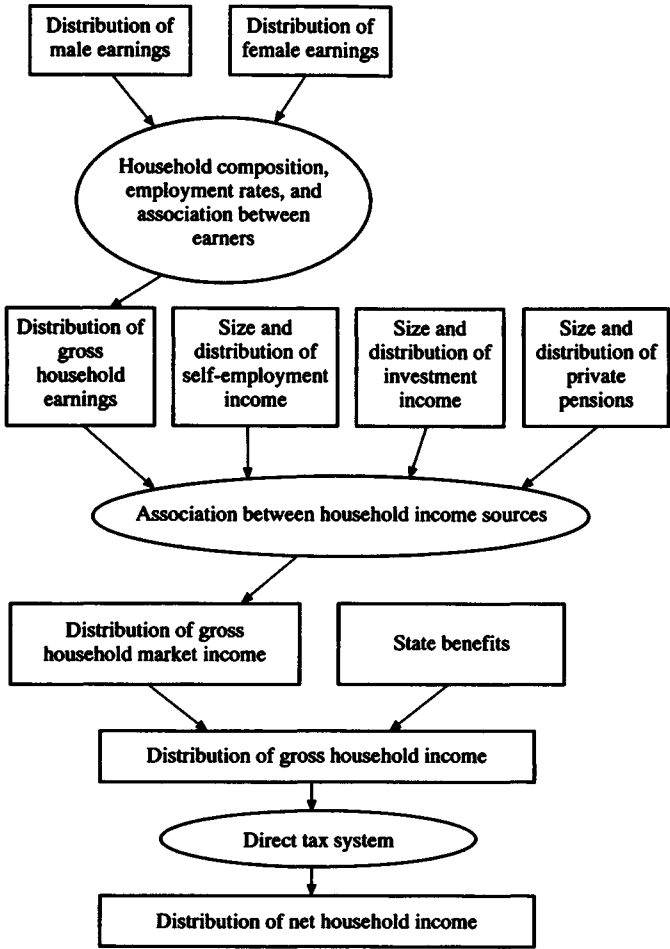 Distribution of
male earnings
Distribution of
female earnings
Household composition,
employment rates, and
association between
earners
Distribution of
gross
household
earnings
Size and
distribution of
self-employment
income
Size and
distribution of
investment
income
Size and
distribution of
private
pensions
Association between household income sources
Distribution of gross
household market income
State benefits
Distribution of gross household income
Direct tax system
Distribution of net household income